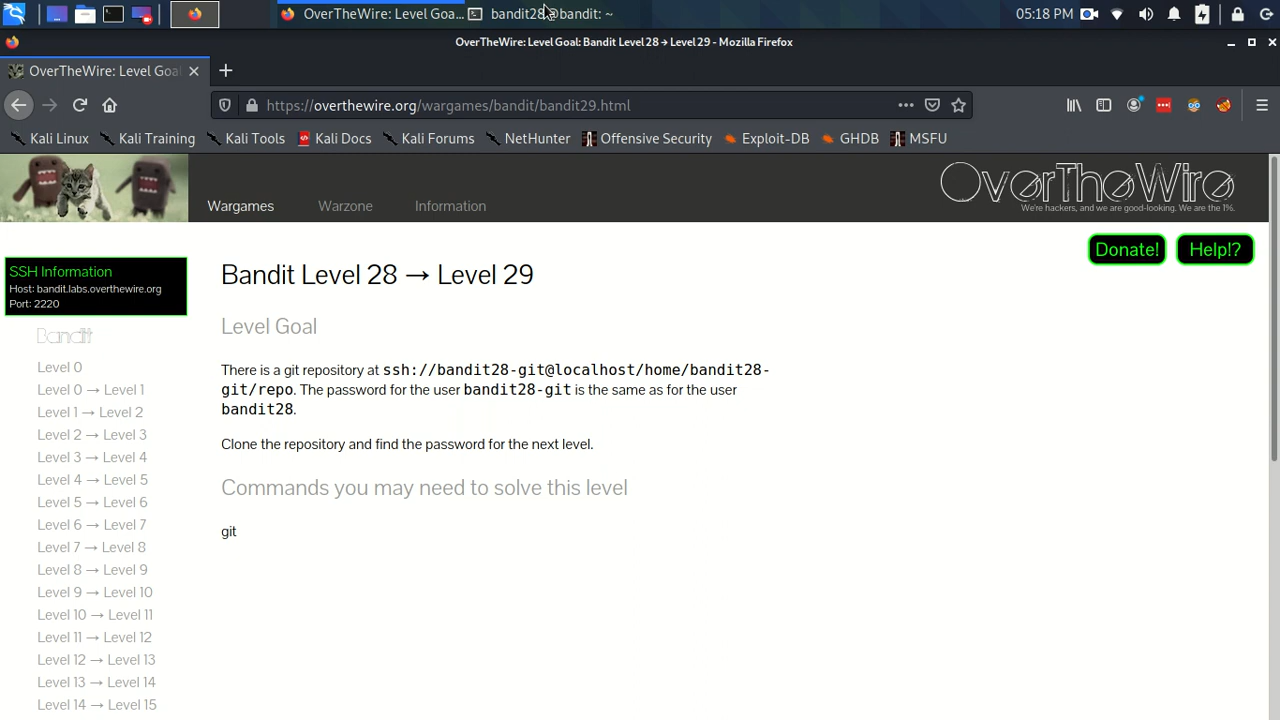 OverTheWire: Level Goa...
bandit28@bandit: ~
05:18 PM
OverTheWire: Level Goal: Bandit Level 28 → Level 29 - Mozilla Firefox
OverTheWire: Level Goal
https://overthewire.org/wargames/bandit/bandit29.html
Kali Linux Kali Training Kali Tools Kali Docs Kali Forums NetHunter Offensive Security Exploit-DB GHDB MSFU
Wargames Warzone Information
OverTheWire
We're hackers, and we are good-looking. We are the 1%.
Donate! Help!?
SSH Information
Host: bandit.labs.overthewire.org
Port: 2220
Bandit
Level 0
Level 0 → Level 1
Level 1 → Level 2
Level 2 → Level 3
Level 3 → Level 4
Level 4 → Level 5
Level 5 → Level 6
Level 6 → Level 7
Level 7 → Level 8
Level 8 → Level 9
Level 9 → Level 10
Level 10 → Level 11
Level 11 → Level 12
Level 12 → Level 13
Level 13 → Level 14
Level 14 → Level 15
Bandit Level 28 → Level 29
Level Goal
There is a git repository at ssh://bandit28-git@localhost/home/bandit28-
git/repo. The password for the user bandit28-git is the same as for the user
bandit28.
Clone the repository and find the password for the next level.
Commands you may need to solve this level
git